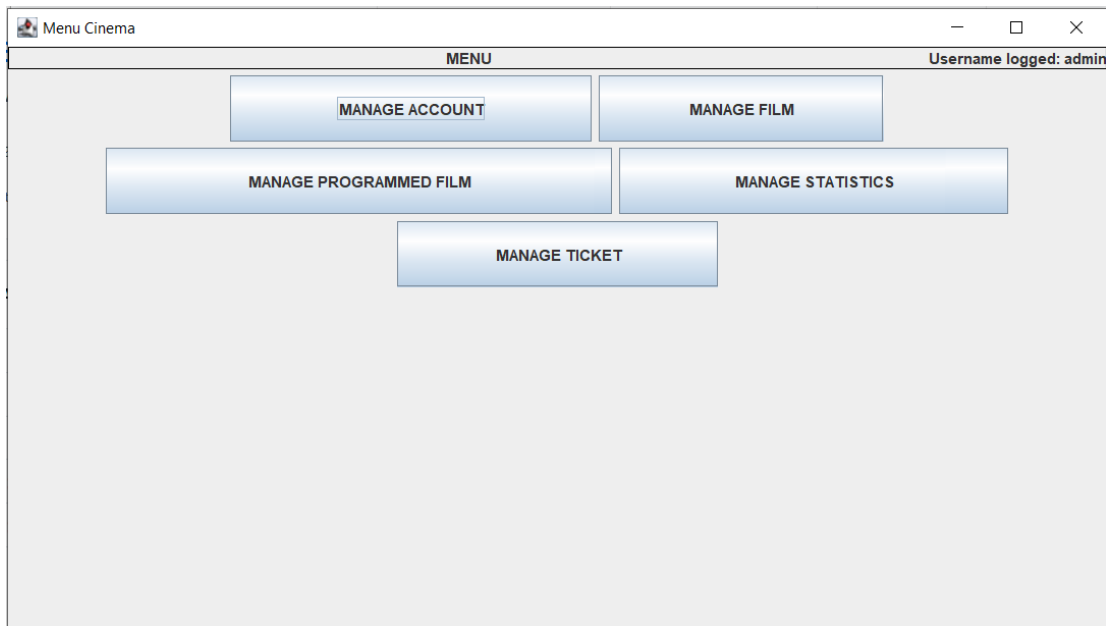 Menu Cinema
MENU Username logged: admin
MANAGE ACCOUNT MANAGE FILM
MANAGE PROGRAMMED FILM MANAGE STATISTICS
MANAGE TICKET